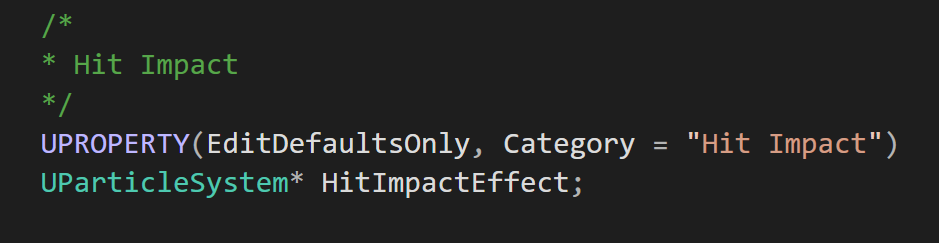 /*
* Hit Impact
*/
UPROPERTY(EditDefaultsOnly, Category = "Hit Impact")
UParticleSystem* HitImpactEffect;